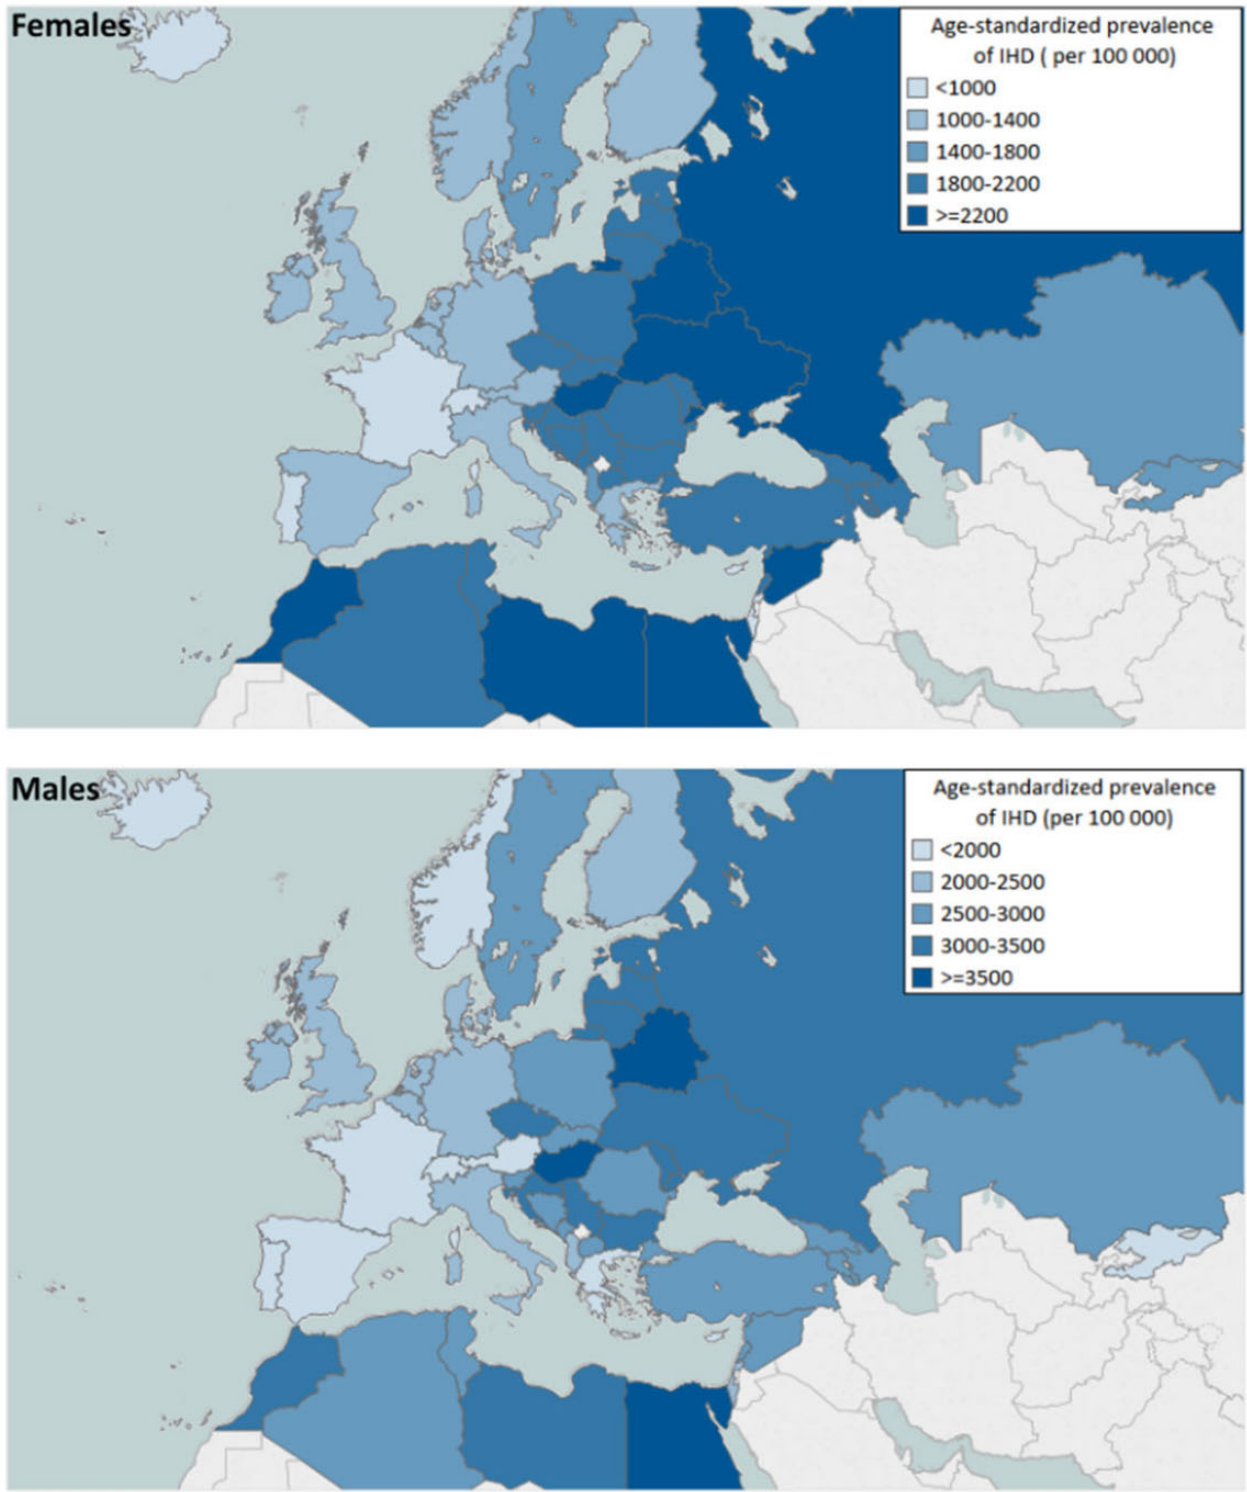 Females
Age-standardized prevalence
of IHD ( per 100 000)
<1000
1000-1400
1400-1800
1800-2200
>=2200
Males
Age-standardized prevalence
of IHD (per 100 000)
<2000
2000-2500
2500-3000
3000-3500
>=3500